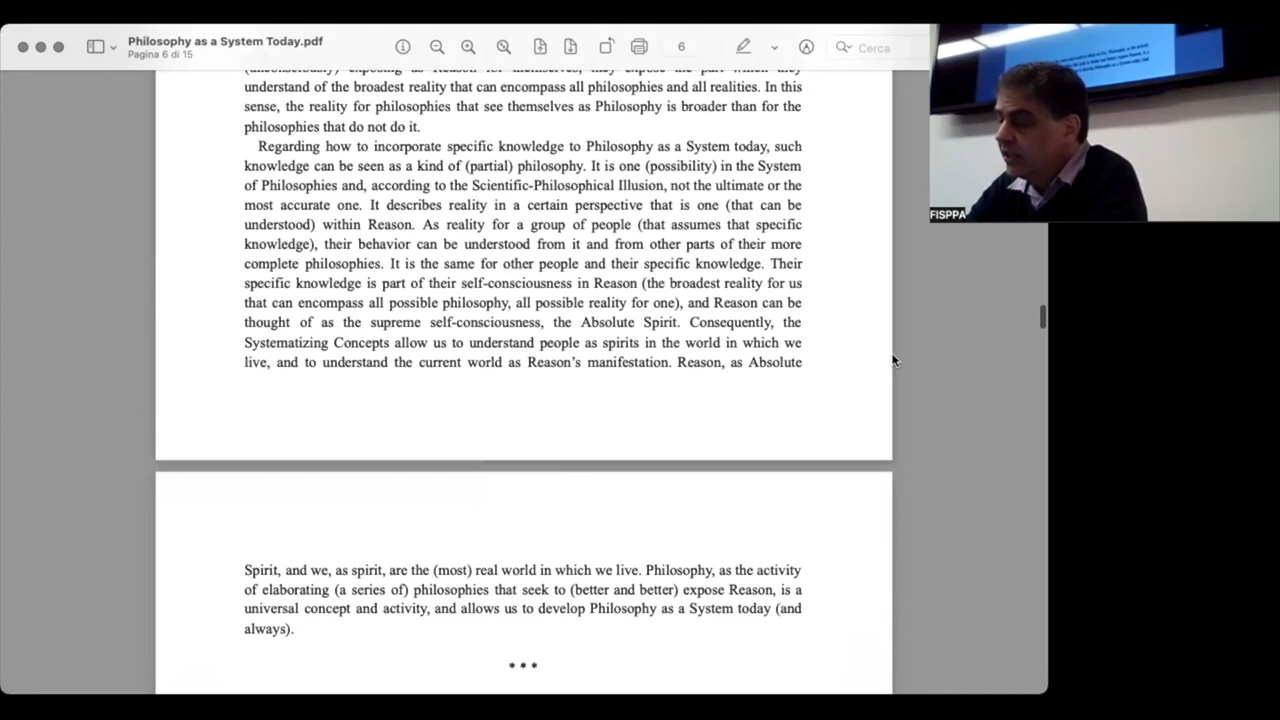 Philosophy as a System Today.pdf
Pagina 6 di 15
6
Cerca
(unconsciously) exposing as Reason for themselves, they expose the part which they
understand of the broadest reality that can encompass all philosophies and all realities. In this
sense, the reality for philosophies that see themselves as Philosophy is broader than for the
philosophies that do not do it.
Regarding how to incorporate specific knowledge to Philosophy as a System today, such
knowledge can be seen as a kind of (partial) philosophy. It is one (possibility) in the System
of Philosophies and, according to the Scientific-Philosophical Illusion, not the ultimate or the
most accurate one. It describes reality in a certain perspective that is one (that can be
understood) within Reason. As reality for a group of people (that assumes that specific
knowledge), their behavior can be understood from it and from other parts of their more
complete philosophies. It is the same for other people and their specific knowledge. Their
specific knowledge is part of their self-consciousness in Reason (the broadest reality for us
that can encompass all possible philosophy, all possible reality for one), and Reason can be
thought of as the supreme self-consciousness, the Absolute Spirit. Consequently, the
Systematizing Concepts allow us to understand people as spirits in the world in which we
live, and to understand the current world as Reason’s manifestation. Reason, as Absolute
Spirit, and we, as spirit, are the (most) real world in which we live. Philosophy, as the activity
of elaborating (a series of) philosophies that seek to (better and better) expose Reason, is a
universal concept and activity, and allows us to develop Philosophy as a System today (and
always).
* * *
FISPPA